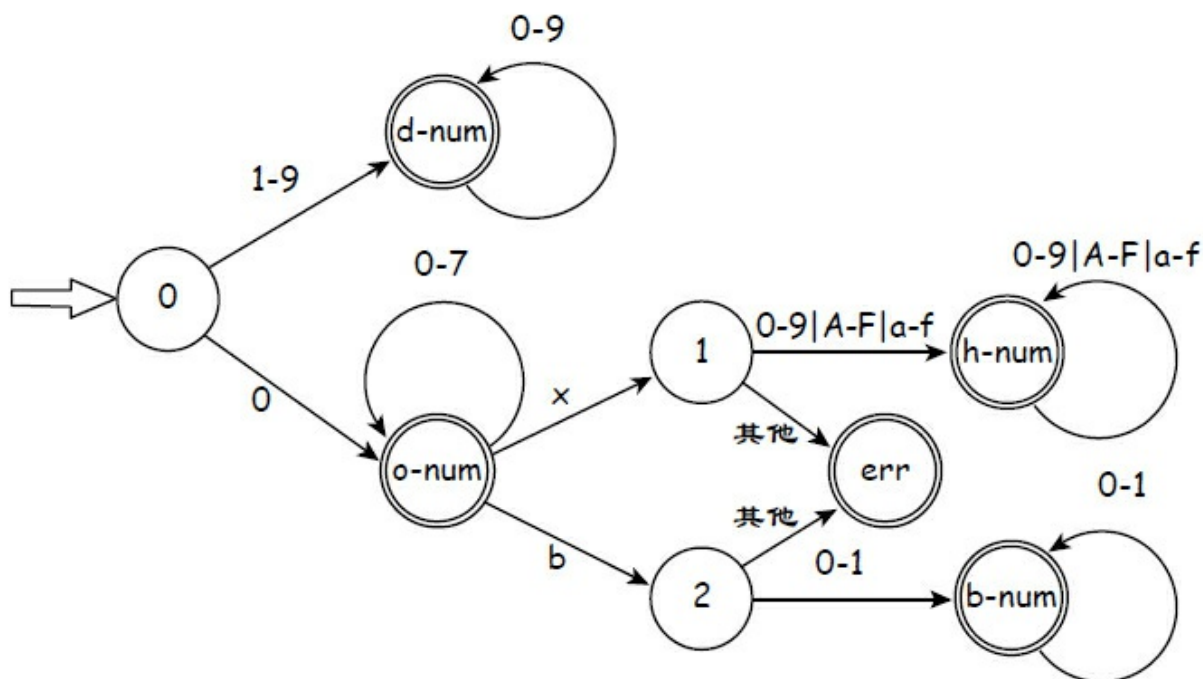 0-9
d-num
1-9
0-7
0-9|A-F|a-f
0
1
0-9|A-F|a-f
h-num
x
0
其他
o-num
err
0-1
其他
b
0-1
2
b-num